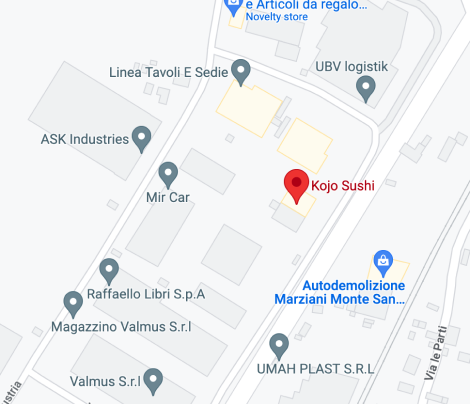 e Articoli da regalo...
Novelty store
UBV logistik
Linea Tavoli E Sedie
ASK Industries
Kojo Sushi
Mir Car
Autodemolizione
Marziani Monte San...
Raffaello Libri S.p.A
Magazzino Valmus S.r.l
Via le Parti
UMAH PLAST S.R.L
Valmus S.r.l
ustria